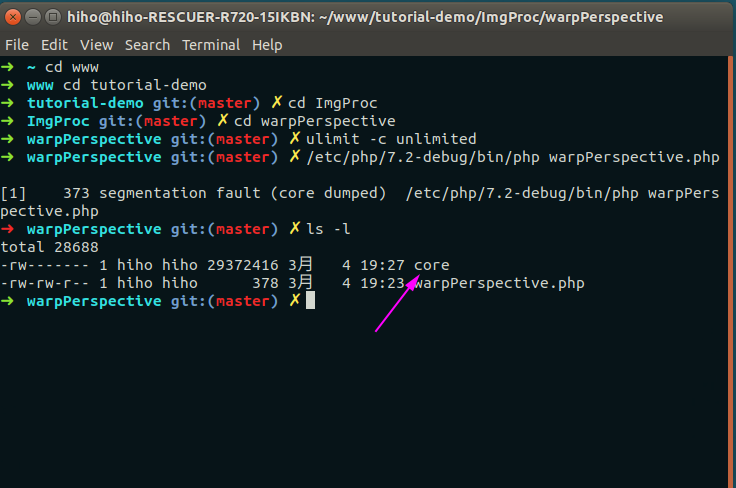 hiho@hiho-RESCUER-R720-15IKBN: ~/www/tutorial-demo/ImgProc/warpPerspective
File Edit View Search Terminal Help
➜ ~ cd www
➜ www cd tutorial-demo
➜ tutorial-demo git:(master) ✗ cd ImgProc
➜ ImgProc git:(master) ✗ cd warpPerspective
➜ warpPerspective git:(master) ✗ ulimit -c unlimited
➜ warpPerspective git:(master) ✗ /etc/php/7.2-debug/bin/php warpPerspective.php
[1]    373 segmentation fault (core dumped)  /etc/php/7.2-debug/bin/php warpPers
pective.php
➜ warpPerspective git:(master) ✗ ls -l
total 28688
-rw------- 1 hiho hiho 29372416 3月   4 19:27 core
-rw-rw-r-- 1 hiho hiho      378 3月   4 19:23 warpPerspective.php
➜ warpPerspective git:(master) ✗